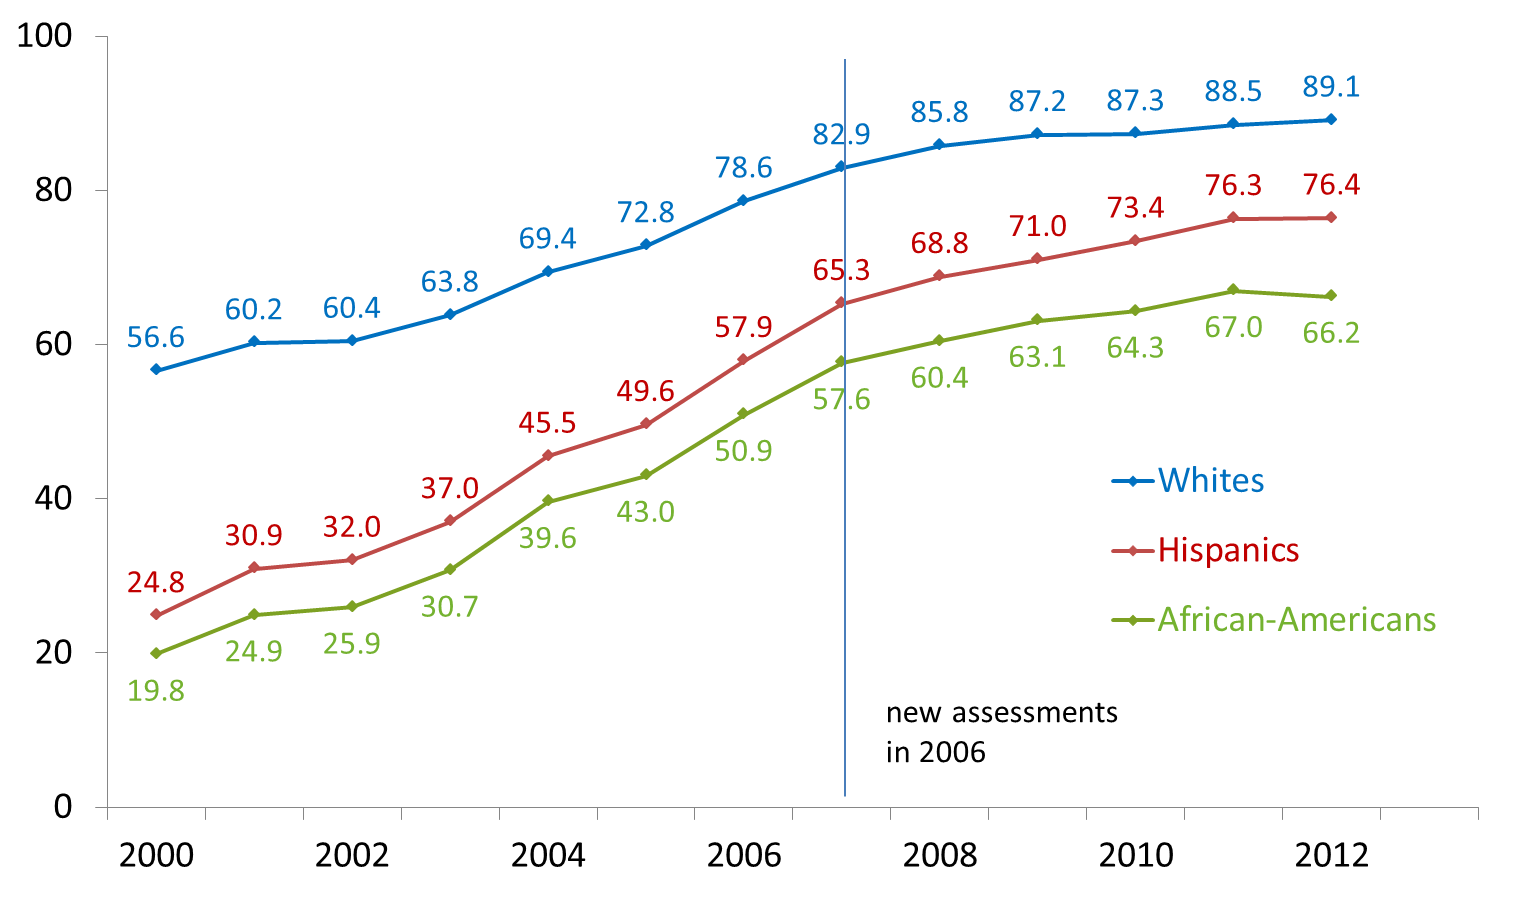 100
80
60
40
20
0
56.6 60.2 60.4 63.8 69.4 72.8 78.6 82.9 85.8 87.2 87.3 88.5 89.1
24.8 30.9 32.0 37.0 45.5 49.6 57.9 65.3 68.8 71.0 73.4 76.3 76.4
19.8 24.9 25.9 30.7 39.6 43.0 50.9 57.6 60.4 63.1 64.3 67.0 66.2
Whites
Hispanics
African-Americans
new assessments
in 2006
2000 2002 2004 2006 2008 2010 2012